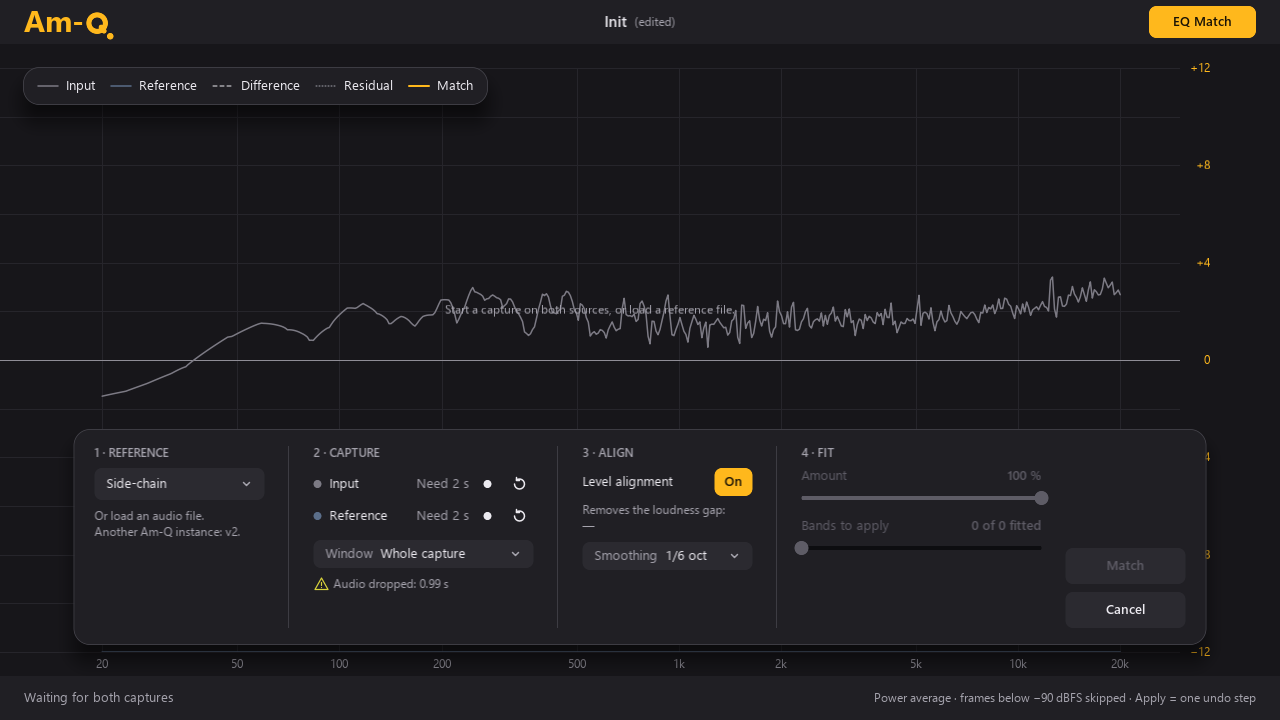 Am-Q
Init (edited)
EQ Match
Input Reference Difference Residual Match
+12
+8
+4
Start a capture on both sources, or load a reference file.
0
1 · REFERENCE
Side-chain
Or load an audio file.
Another Am-Q instance: v2.
2 · CAPTURE
Input Need 2 s
Reference Need 2 s
Window Whole capture
Audio dropped: 0.99 s
3 · ALIGN
Level alignment On
Removes the loudness gap:
—
Smoothing 1/6 oct
4 · FIT
Amount 100 %
Bands to apply 0 of 0 fitted
Match
Cancel
4
8
−12
20 50 100 200 500 1k 2k 5k 10k 20k
Waiting for both captures
Power average · frames below −90 dBFS skipped · Apply = one undo step